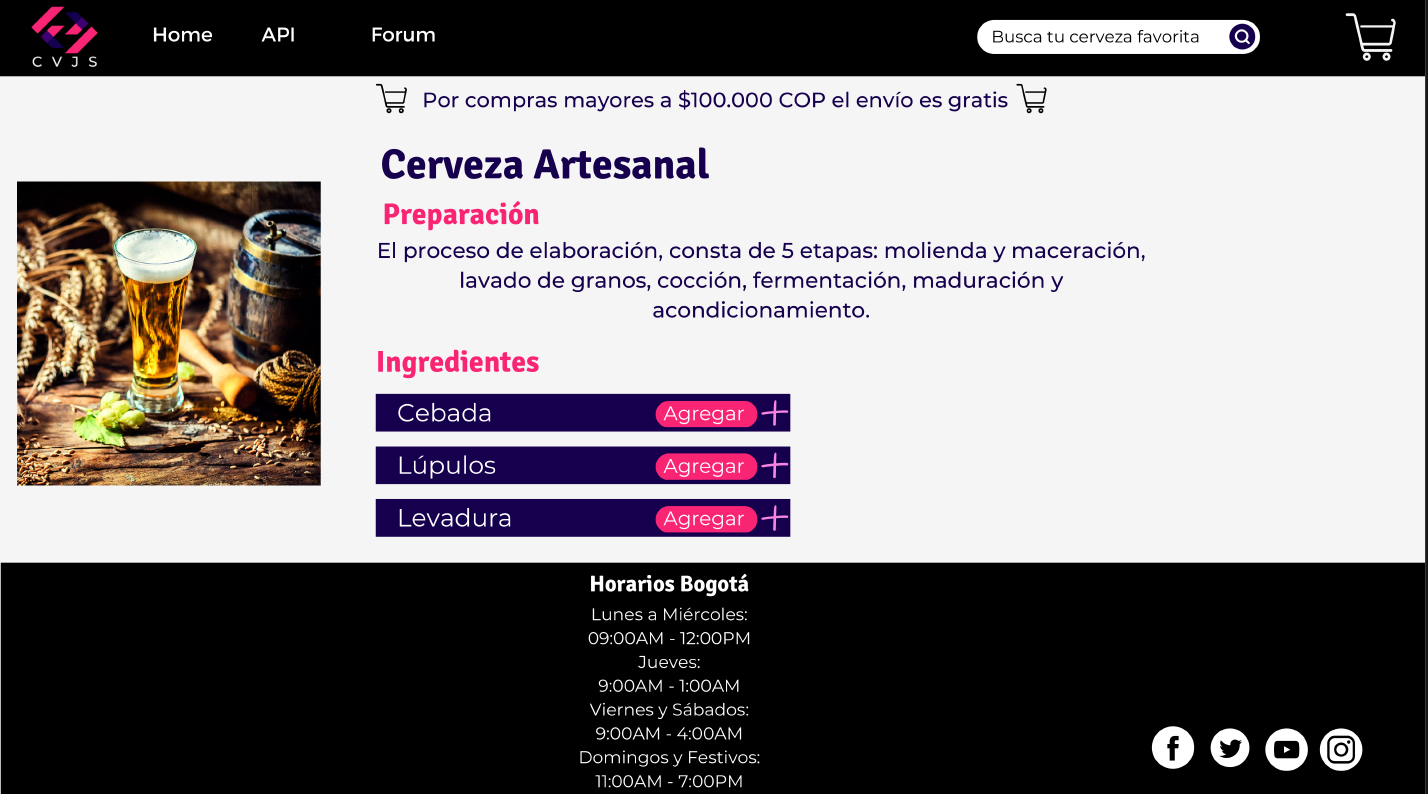 Home API Forum
Busca tu cerveza favorita
CVJS
Por compras mayores a $100.000 COP el envío es gratis
Cerveza Artesanal
Preparación
El proceso de elaboración, consta de 5 etapas: molienda y maceración,
lavado de granos, cocción, fermentación, maduración y
acondicionamiento.
Ingredientes
Cebada Agregar
Lúpulos Agregar
Levadura Agregar
Horarios Bogotá
Lunes a Miércoles:
09:00AM - 12:00PM
Jueves:
9:00AM - 1:00AM
Viernes y Sábados:
9:00AM - 4:00AM
Domingos y Festivos:
11:00AM - 7:00PM